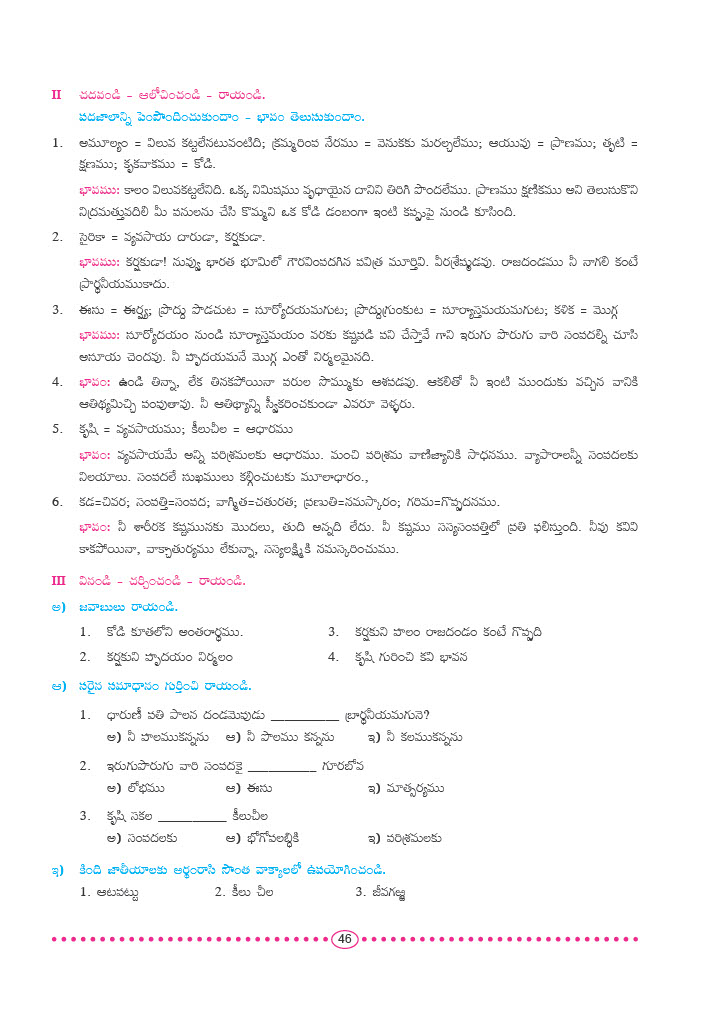 II చదవండి - ఆలోచించండి - రాయండి.
పదజాలాన్ని పెంపొందించుకుందాం - భావం తెలుసుకుందాం.
1. అమూల్యం = విలువ కట్టలేనటువంటిది; క్రమ్మరింప నేరము = వెనుకకు మరల్చలేము; ఆయువు = ప్రాణము; తృటి =
క్షణము; కృకవాకము = కోడి.
భావము: కాలం విలువకట్టలేనిది. ఒక్క నిమిషము వృధాయైన దానిని తిరిగి పొందలేము. ప్రాణము క్షణికము అని తెలుసుకొని
నిద్రమత్తువదిలి మీ పనులను చేసి కొమ్మని ఒక కోడి డంబంగా ఇంటి కప్పుపై నుండి కూసింది.
2. సైరికా = వ్యవసాయ దారుడా, కర్షకుడా.
భావము: కర్షకుడా! నువ్వు భారత భూమిలో గౌరవింపదగిన పవిత్ర మూర్తివి. వీరశ్రేష్ఠుడవు. రాజదండము నీ నాగలి కంటే
ప్రార్థనీయముకాదు.
3. ఈసు = ఈర్ష్య; ప్రొద్దు పొడచుట = సూర్యోదయమగుట; ప్రొద్దుగ్రుంకుట = సూర్యాస్తమయమగుట; కళిక = మొగ్గ
భావము: సూర్యోదయం నుండి సూర్యాస్తమయం వరకు కష్టపడి పని చేస్తావే గాని ఇరుగు పొరుగు వారి సంపదల్ని చూసి
అసూయ చెందవు. నీ హృదయమనే మొగ్గ ఎంతో నిర్మలమైనది.
4. భావం: ఉండి తిన్నా, లేక తినకపోయినా పరుల సొమ్ముకు ఆశపడవు. ఆకలితో నీ ఇంటి ముందుకు వచ్చిన వానికి
ఆతిథ్యమిచ్చి పంపుతావు. నీ ఆతిథ్యాన్ని స్వీకరించకుండా ఎవరూ వెళ్ళరు.
5. కృషి = వ్యవసాయము; కీలుచీల = ఆధారము
భావం: వ్యవసాయమే అన్ని పరిశ్రమలకు ఆధారము. మంచి పరిశ్రమ వాణిజ్యానికి సాధనము. వ్యాపారాలన్నీ సంపదలకు
నిలయాలు. సంపదలే సుఖములు కల్గించుటకు మూలాధారం.,
6. కడ=చివర; సంపత్తి=సంపద; వాగ్మిత=చతురత; ప్రణుతి=నమస్కారం; గరిమ=గొప్పదనము.
భావం: నీ శారీరక కష్టమునకు మొదలు, తుది అన్నది లేదు. నీ కష్టము సస్యసంపత్తిలో ప్రతి ఫలిస్తుంది. నీవు కవివి
కాకపోయినా, వాక్చాతుర్యము లేకున్నా, సస్యలక్ష్మికి నమస్కరించుము.
III వినండి - చర్చించండి - రాయండి.
అ) జవాబులు రాయండి.
1. కోడి కూతలోని ఆంతరార్థము. 3. కర్షకుని హలం రాజదండం కంటే గొప్పది
2. కర్షకుని హృదయం నిర్మలం 4. కృషి గురించి కవి భావన
ఆ) సరైన సమాధానం గుర్తించి రాయండి.
1. ధారుణీ పతి పాలన దండమెపుడు __________ బ్రార్థనీయమగునె?
అ) నీ హలముకన్నను ఆ) నీ పొలము కన్నను ఇ) నీ కలముకన్నను
2. ఇరుగుపొరుగు వారి సంపదకై __________ గూరబోవ
అ) లోభము ఆ) ఈసు ఇ) మాత్సర్యము
3. కృషి సకల __________ కీలుచీల
అ) సంపదలకు ఆ) భోగోపలబ్ధికి ఇ) పరిశ్రమలకు
ఇ) కింది జాతీయాలకు అర్థంరాసి సొంత వాక్యాలలో ఉపయోగించండి.
1. ఆటపట్టు 2. కీలు చీల 3. జీవగఱ్ఱ
46